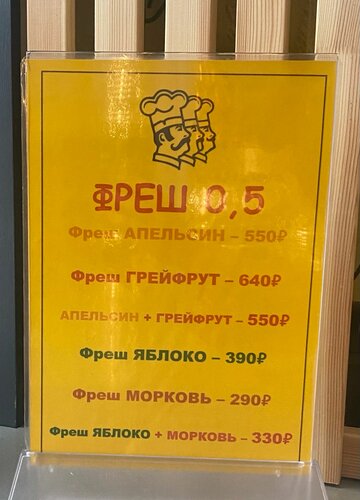 ФРЕШ 0,5
Фреш АПЕЛЬСИН – 550₽
Фреш ГРЕЙФРУТ – 640₽
АПЕЛЬСИН + ГРЕЙФРУТ – 550₽
Фреш ЯБЛОКО – 390₽
Фреш МОРКОВЬ – 290₽
Фреш ЯБЛОКО + МОРКОВЬ – 330₽